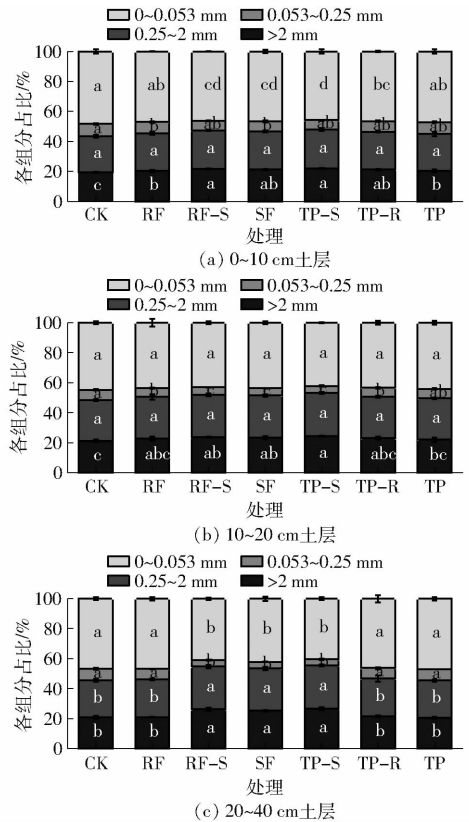 0~0.053 mm 0.053~0.25 mm
0.25~2 mm >2 mm
各组分占比/%
100
80
60
40
20
0
a ab cd cd d bc ab
a b ab b ab ab ab
a a a a a a a
c b a ab a ab b
CK RF RF-S SF TP-S TP-R TP
处理
(a) 0~10 cm土层
0~0.053 mm 0.053~0.25 mm
0.25~2 mm >2 mm
各组分占比/%
100
80
60
40
20
0
a a a a a a a
a b c c c b ab
a a a a a a a
c abc ab ab a abc bc
CK RF RF-S SF TP-S TP-R TP
处理
(b) 10~20 cm土层
0~0.053 mm 0.053~0.25 mm
0.25~2 mm >2 mm
各组分占比/%
100
80
60
40
20
0
a a b b b a a
a a b b b a a
b b a a a b b
b b a a a b b
CK RF RF-S SF TP-S TP-R TP
处理
(c) 20~40 cm土层